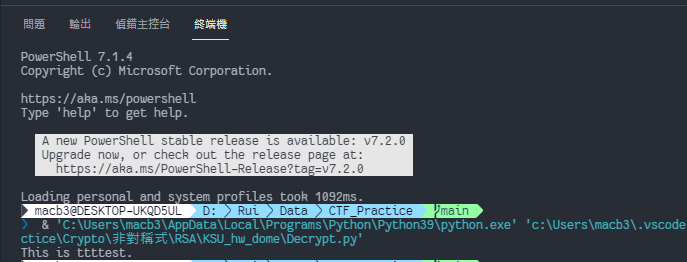 問題 輸出 偵錯主控台 終端機
PowerShell 7.1.4
Copyright (c) Microsoft Corporation.
https://aka.ms/powershell
Type 'help' to get help.
A new PowerShell stable release is available: v7.2.0
Upgrade now, or check out the release page at:
https://aka.ms/PowerShell-Release?tag=v7.2.0
Loading personal and system profiles took 1092ms.
macb3@DESKTOP-UKQD5UL D: Rui Data CTF_Practice main
❯ & 'C:\Users\macb3\AppData\Local\Programs\Python\Python39\python.exe' 'c:\Users\macb3\.vscode
ctice\Crypto\非對稱式\RSA\KSU_hw_dome\Decrypt.py'
This is ttttest.